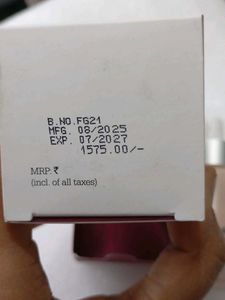 B.NO.FG21
MFG. 08/2025
EXP. 07/2027
1575.00/-
MRP: ₹
(incl. of all taxes)